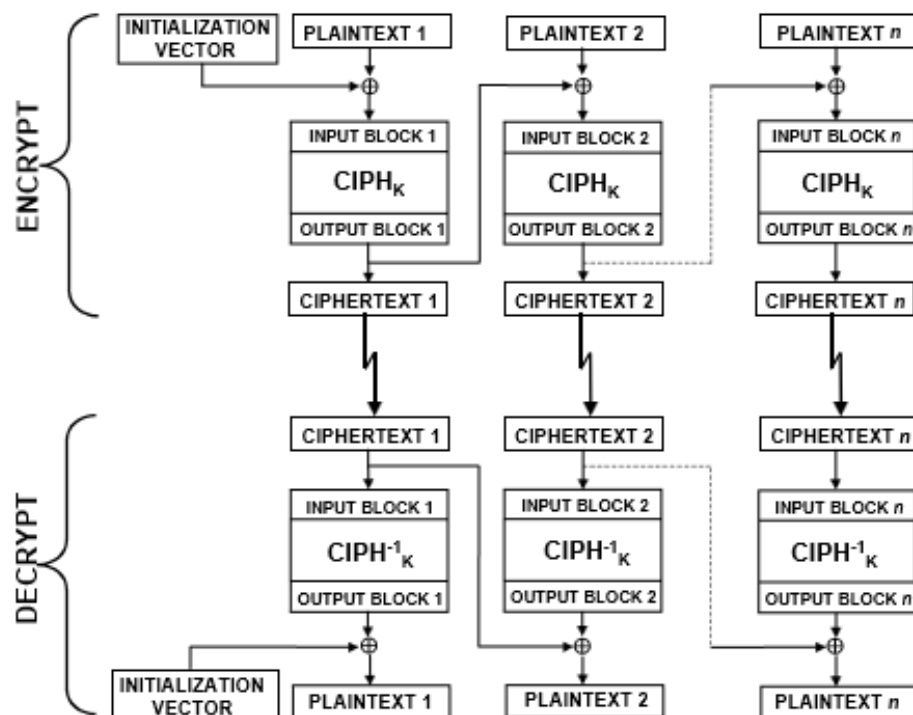 INITIALIZATION
VECTOR
PLAINTEXT 1
PLAINTEXT 2
PLAINTEXT n
INPUT BLOCK 1
INPUT BLOCK 2
INPUT BLOCK n
CIPHK
CIPHK
CIPHK
OUTPUT BLOCK 1
OUTPUT BLOCK 2
OUTPUT BLOCK n
CIPHERTEXT 1
CIPHERTEXT 2
CIPHERTEXT n
ENCRYPT
CIPHERTEXT 1
CIPHERTEXT 2
CIPHERTEXT n
INPUT BLOCK 1
INPUT BLOCK 2
INPUT BLOCK n
CIPH-1K
CIPH-1K
CIPH-1K
OUTPUT BLOCK 1
OUTPUT BLOCK 2
OUTPUT BLOCK n
DECRYPT
INITIALIZATION
VECTOR
PLAINTEXT 1
PLAINTEXT 2
PLAINTEXT n